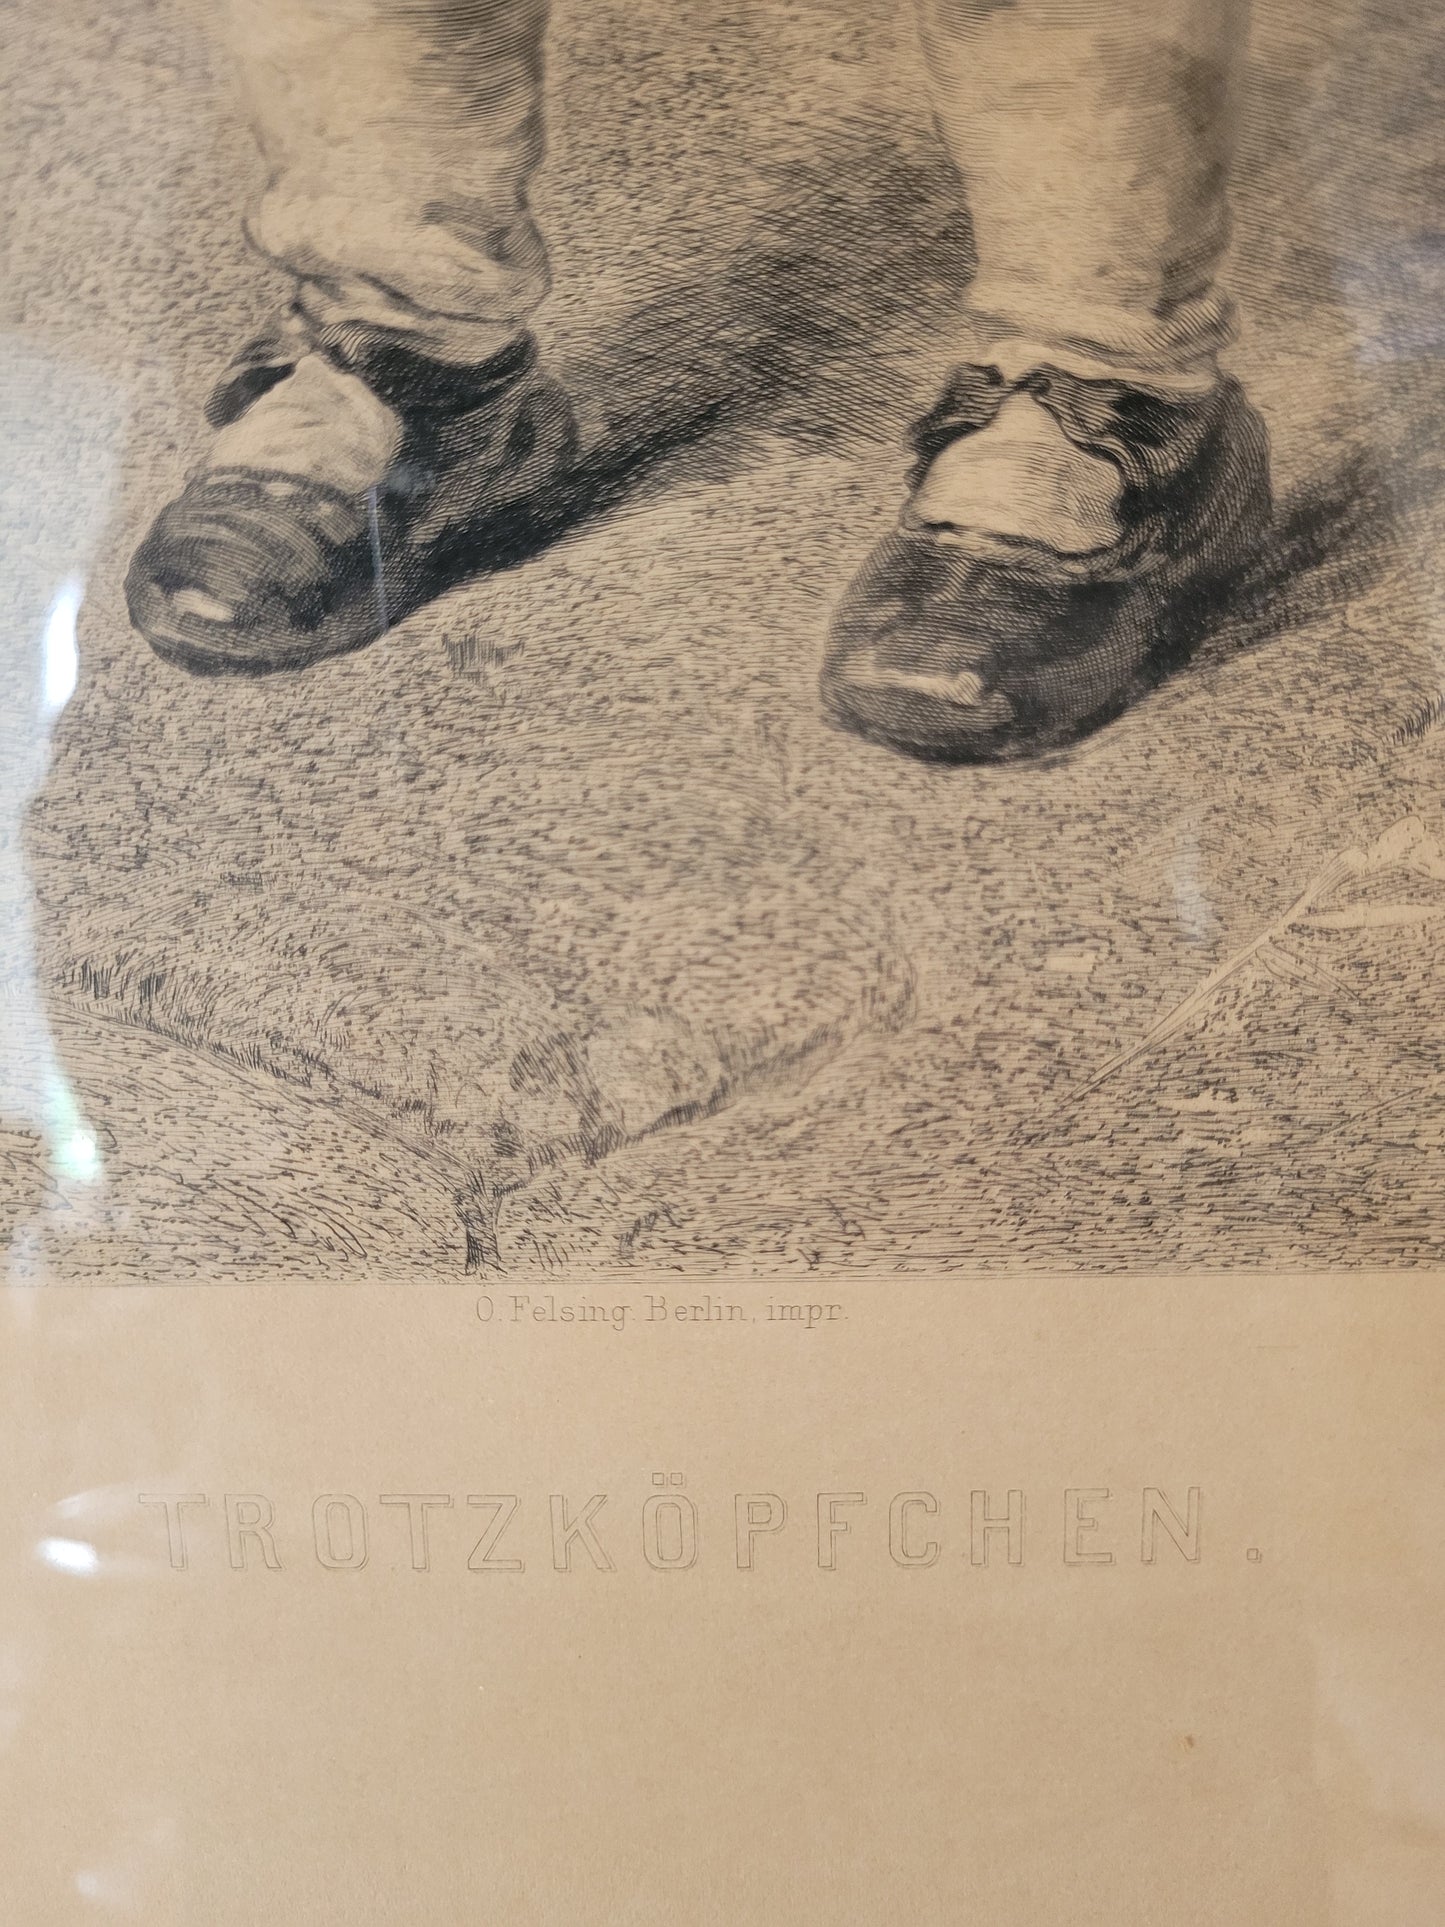 O. Felsing. Berlin, impr.
TROTZKÖPFCHEN.